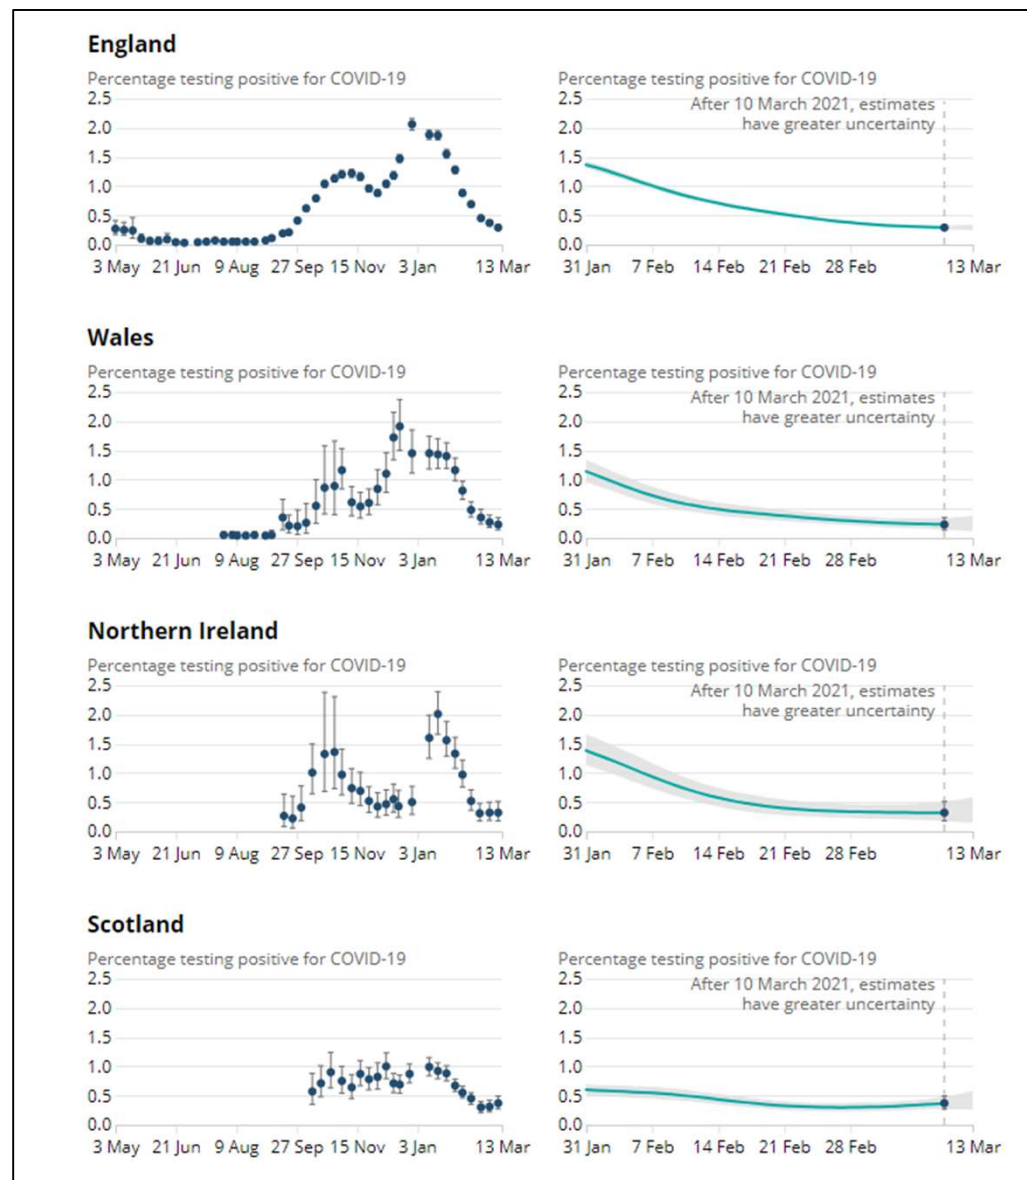 England
Percentage testing positive for COVID-19
2.5
2.0
1.5
1.0
0.5
0.0
3 May 21 Jun 9 Aug 27 Sep 15 Nov 3 Jan 13 Mar
Percentage testing positive for COVID-19
After 10 March 2021, estimates
have greater uncertainty
2.5
2.0
1.5
1.0
0.5
0.0
31 Jan 7 Feb 14 Feb 21 Feb 28 Feb 13 Mar
Wales
Percentage testing positive for COVID-19
2.5
2.0
1.5
1.0
0.5
0.0
3 May 21 Jun 9 Aug 27 Sep 15 Nov 3 Jan 13 Mar
Percentage testing positive for COVID-19
After 10 March 2021, estimates
have greater uncertainty
2.5
2.0
1.5
1.0
0.5
0.0
31 Jan 7 Feb 14 Feb 21 Feb 28 Feb 13 Mar
Northern Ireland
Percentage testing positive for COVID-19
2.5
2.0
1.5
1.0
0.5
0.0
3 May 21 Jun 9 Aug 27 Sep 15 Nov 3 Jan 13 Mar
Percentage testing positive for COVID-19
After 10 March 2021, estimates
have greater uncertainty
2.5
2.0
1.5
1.0
0.5
0.0
31 Jan 7 Feb 14 Feb 21 Feb 28 Feb 13 Mar
Scotland
Percentage testing positive for COVID-19
2.5
2.0
1.5
1.0
0.5
0.0
3 May 21 Jun 9 Aug 27 Sep 15 Nov 3 Jan 13 Mar
Percentage testing positive for COVID-19
After 10 March 2021, estimates
have greater uncertainty
2.5
2.0
1.5
1.0
0.5
0.0
31 Jan 7 Feb 14 Feb 21 Feb 28 Feb 13 Mar